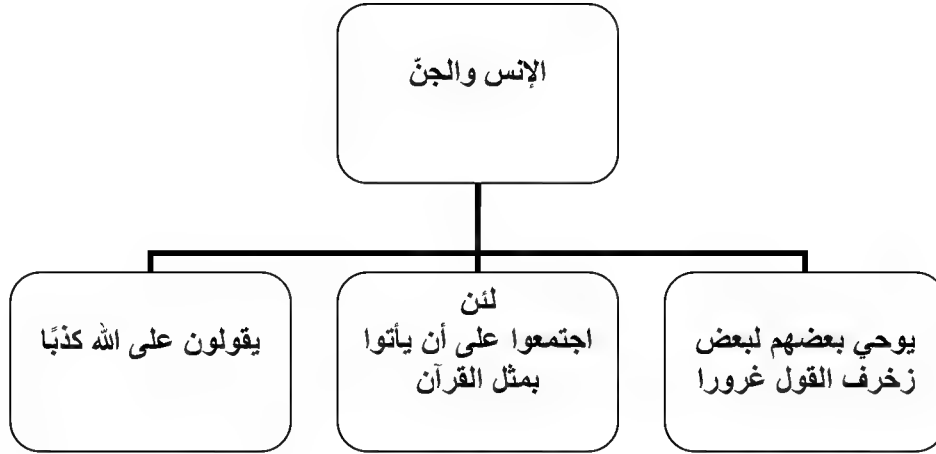 الإنس والجنّ
يوحي بعضهم لبعض
زخرف القول غرورا
لئن
اجتمعوا على أن يأتوا
بمثل القرآن
يقولون على الله كذبًا